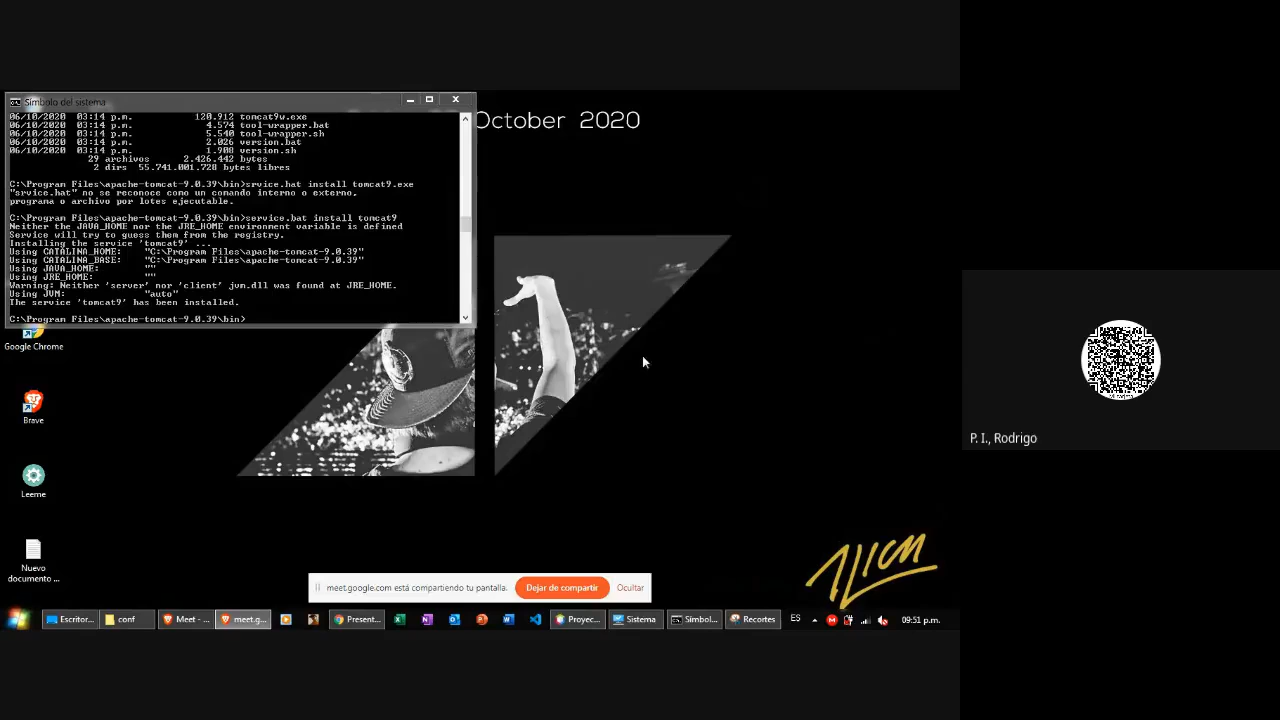 Símbolo del sistema
06/10/2020 03:14 p.m. 120.912 tomcat9w.exe
06/10/2020 03:14 p.m. 4.574 tool-wrapper.bat
06/10/2020 03:14 p.m. 5.540 tool-wrapper.sh
06/10/2020 03:14 p.m. 2.026 version.bat
06/10/2020 03:14 p.m. 1.908 version.sh
29 archivos 2.426.442 bytes
2 dirs 55.741.001.728 bytes libres
C:\Program Files\apache-tomcat-9.0.39\bin>srvice.bat install tomcat9.exe
"srvice.bat" no se reconoce como un comando interno o externo,
programa o archivo por lotes ejecutable.
C:\Program Files\apache-tomcat-9.0.39\bin>service.bat install tomcat9
Neither the JAVA_HOME nor the JRE_HOME environment variable is defined
Service will try to guess them from the registry.
Installing the service 'tomcat9' ...
Using CATALINA_HOME: "C:\Program Files\apache-tomcat-9.0.39"
Using CATALINA_BASE: "C:\Program Files\apache-tomcat-9.0.39"
Using JAVA_HOME: ""
Using JRE_HOME: ""
Warning: Neither 'server' nor 'client' jvm.dll was found at JRE_HOME.
Using JVM: "auto"
The service 'tomcat9' has been installed.
C:\Program Files\apache-tomcat-9.0.39\bin>
October 2020
Google Chrome
Brave
Leeme
Nuevo
documento ...
P. I., Rodrigo
meet.google.com está compartiendo tu pantalla.
Dejar de compartir
Ocultar
Escritor...
conf
Meet - ...
meet.g...
Present...
Proyec...
Sistema
Símbol...
Recortes
ES
09:51 p.m.